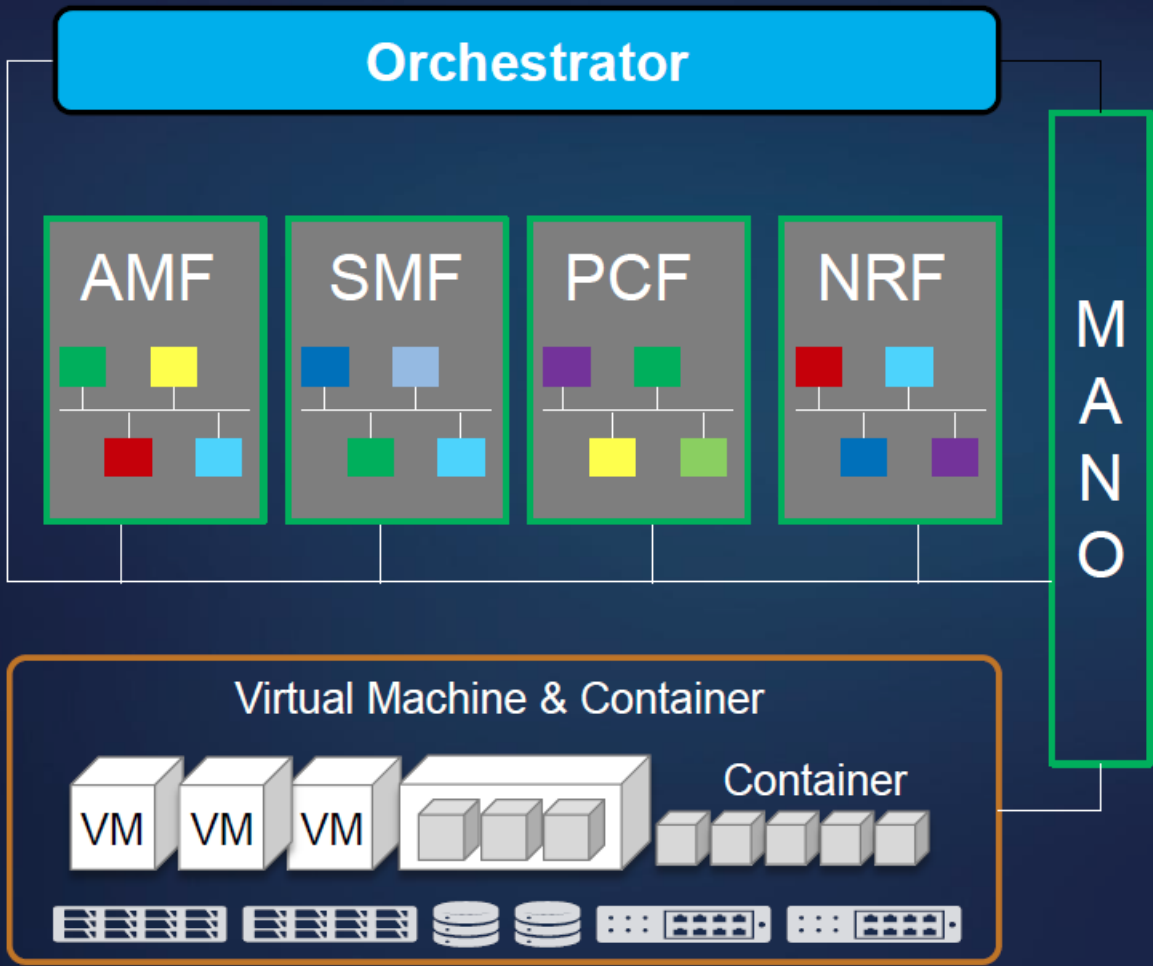 Orchestrator
AMF
SMF
PCF
NRF
M
A
N
O
Virtual Machine & Container
VM
VM
VM
Container